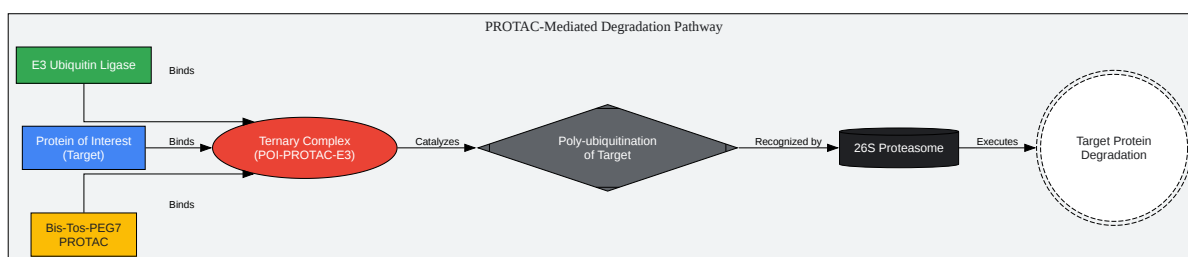 PROTAC-Mediated Degradation Pathway
E3 Ubiquitin Ligase
Binds
Protein of Interest
(Target)
Binds
Ternary Complex
(POI-PROTAC-E3)
Catalyzes
Poly-ubiquitination
of Target
Recognized by
26S Proteasome
Executes
Target Protein
Degradation
Binds
Bis-Tos-PEG7
PROTAC